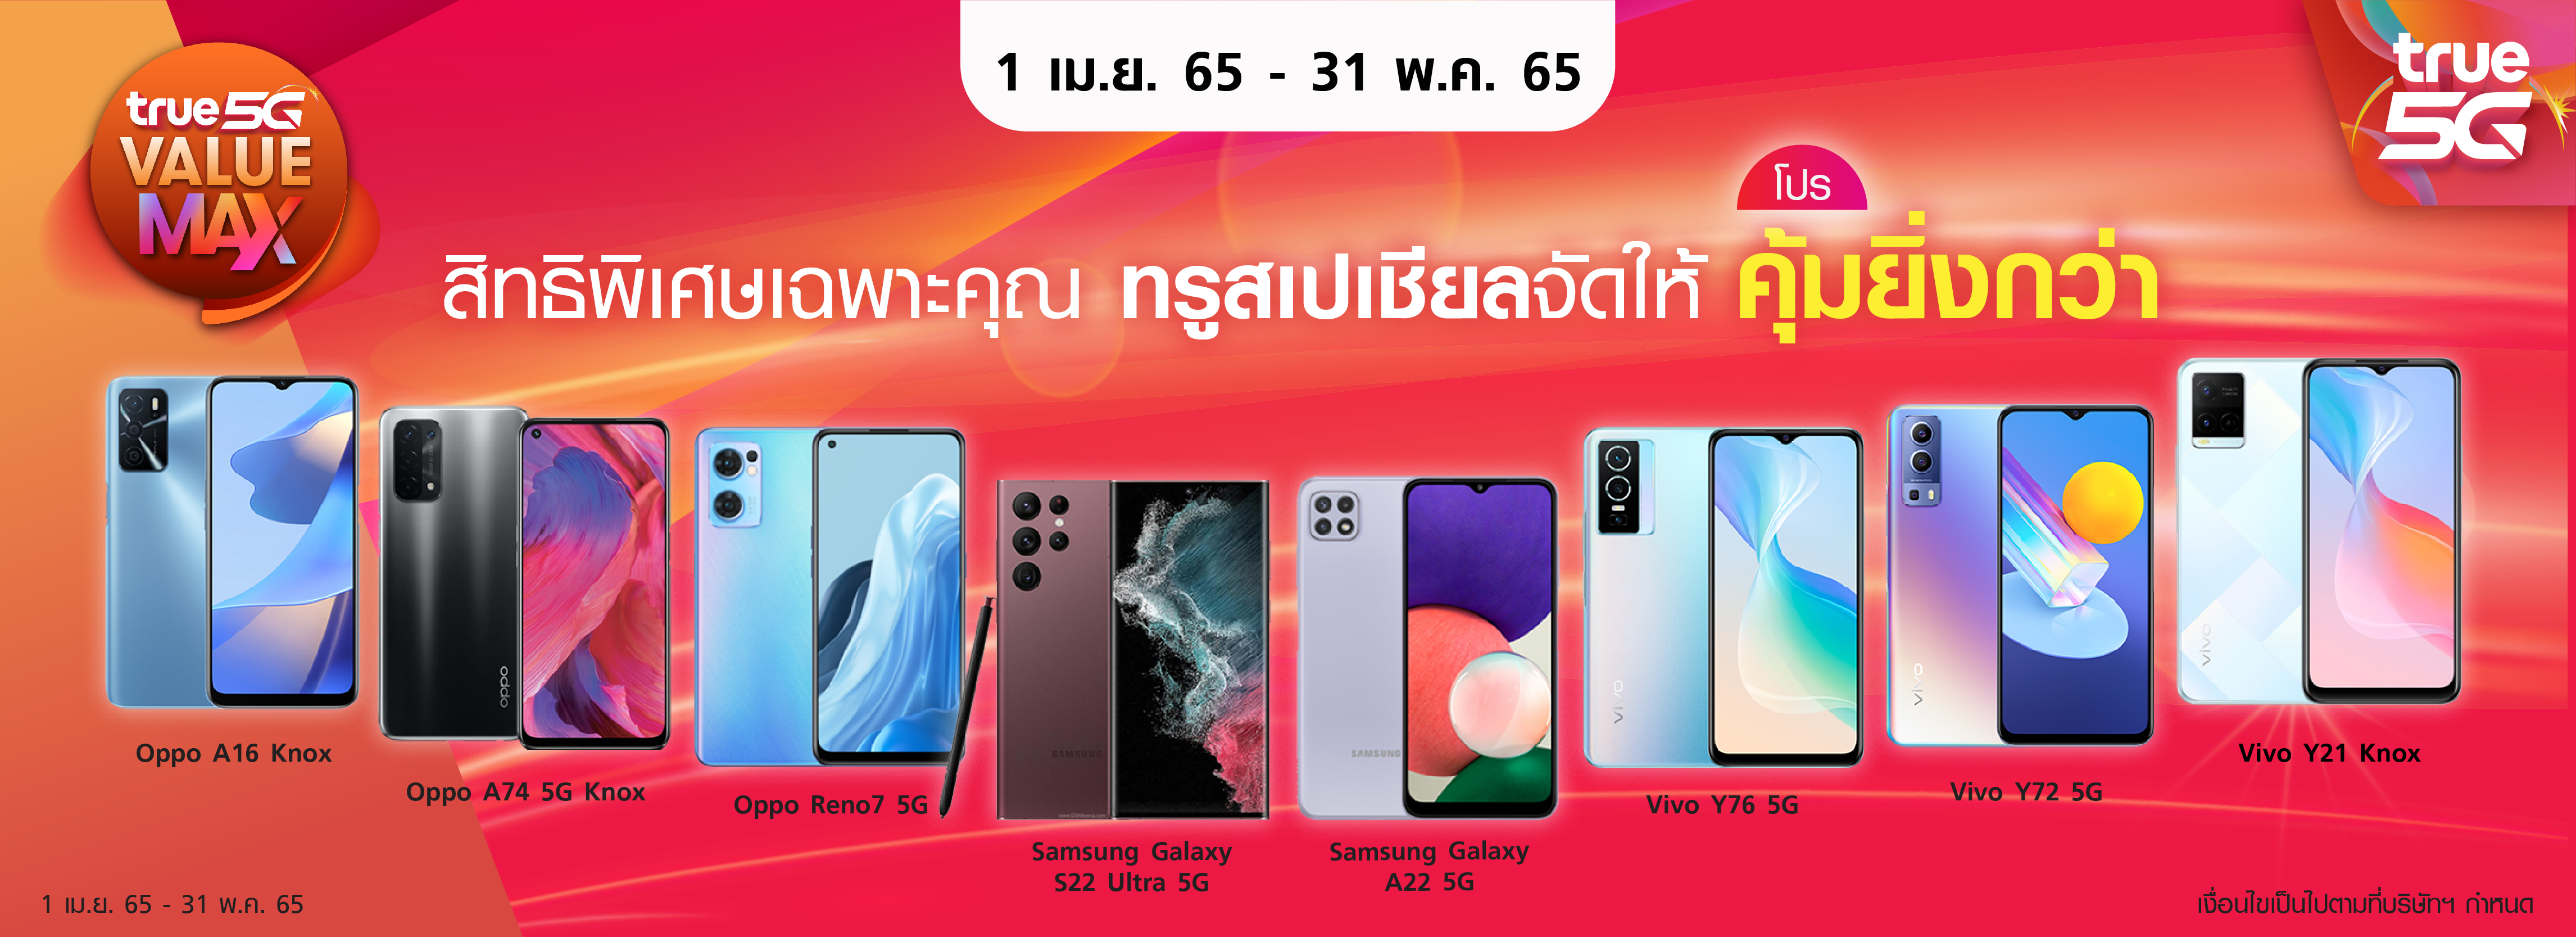 1 เม.ย. 65 - 31 พ.ค. 65
true 5G
VALUE
MAX
true
5G
โปร
สิทธิพิเศษเฉพาะคุณ ทรูสเปเชียลจัดให้ คุ้มยิ่งกว่า
oppo
SAMSUNG
SAMSUNG
vivo
vivo
vivo
Oppo A16 Knox
Oppo A74 5G Knox
Oppo Reno7 5G
Samsung Galaxy
S22 Ultra 5G
Samsung Galaxy
A22 5G
Vivo Y76 5G
Vivo Y72 5G
Vivo Y21 Knox
1 เม.ย. 65 - 31 พ.ค. 65
เงื่อนไขเป็นไปตามที่บริษัทฯ กำหนด